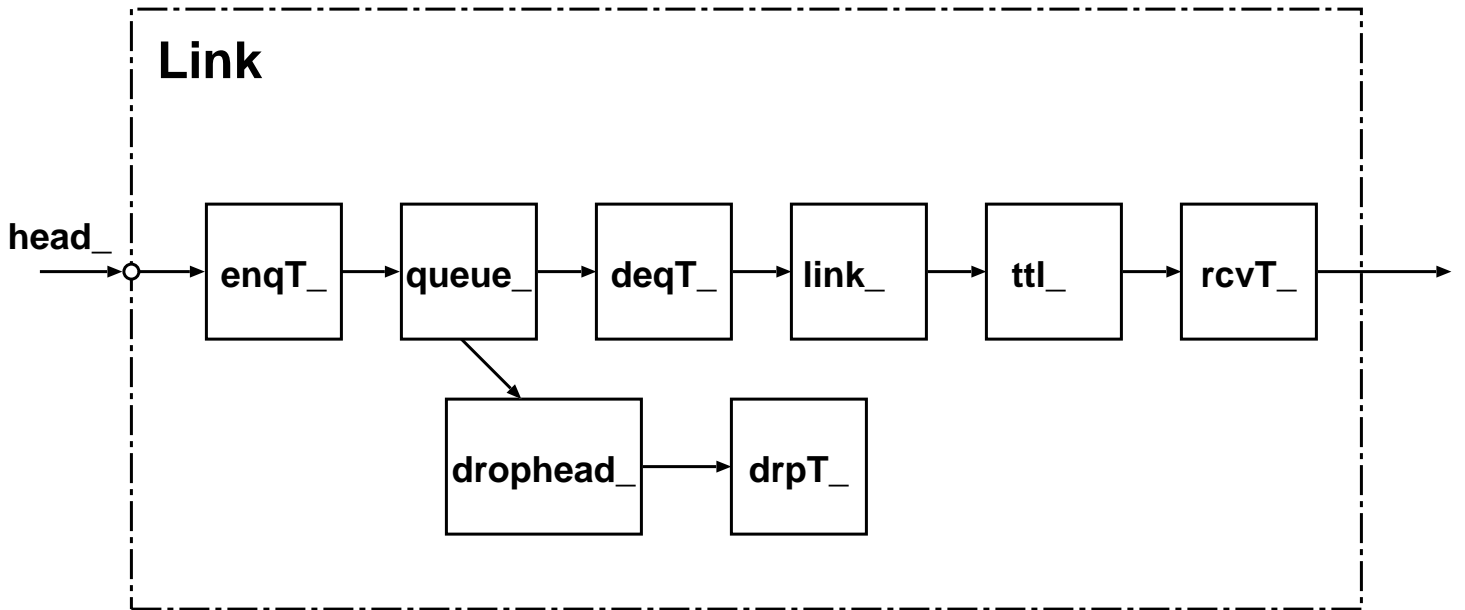 Link
head_
enqT_
queue_
deqT_
link_
ttl_
rcvT_
drophead_
drpT_